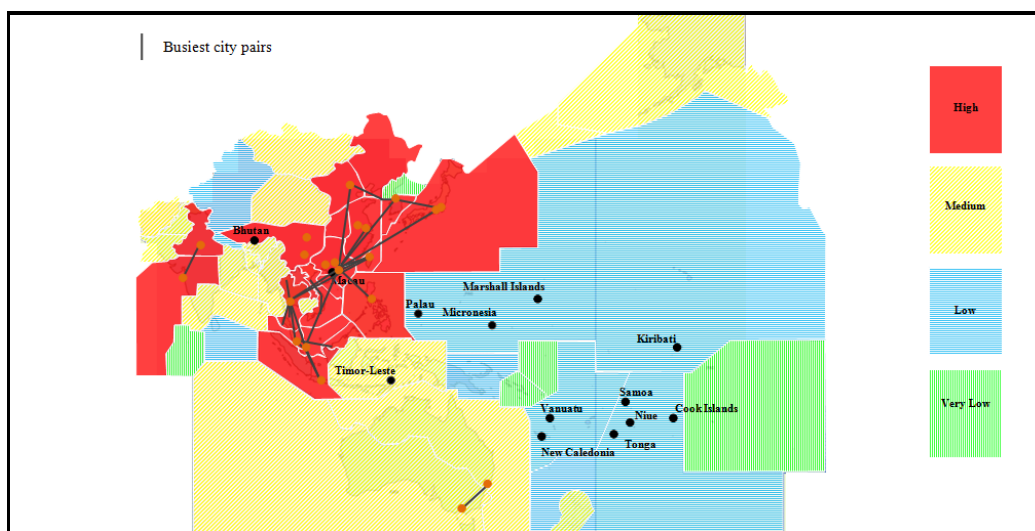 Busiest city pairs
High
Medium
Bhutan
Macau
Marshall Islands
Palau
Micronesia
Low
Kiribati
Timor-Leste
Samoa
Very Low
Vanuatu
Cook Islands
Niue
Tonga
New Caledonia